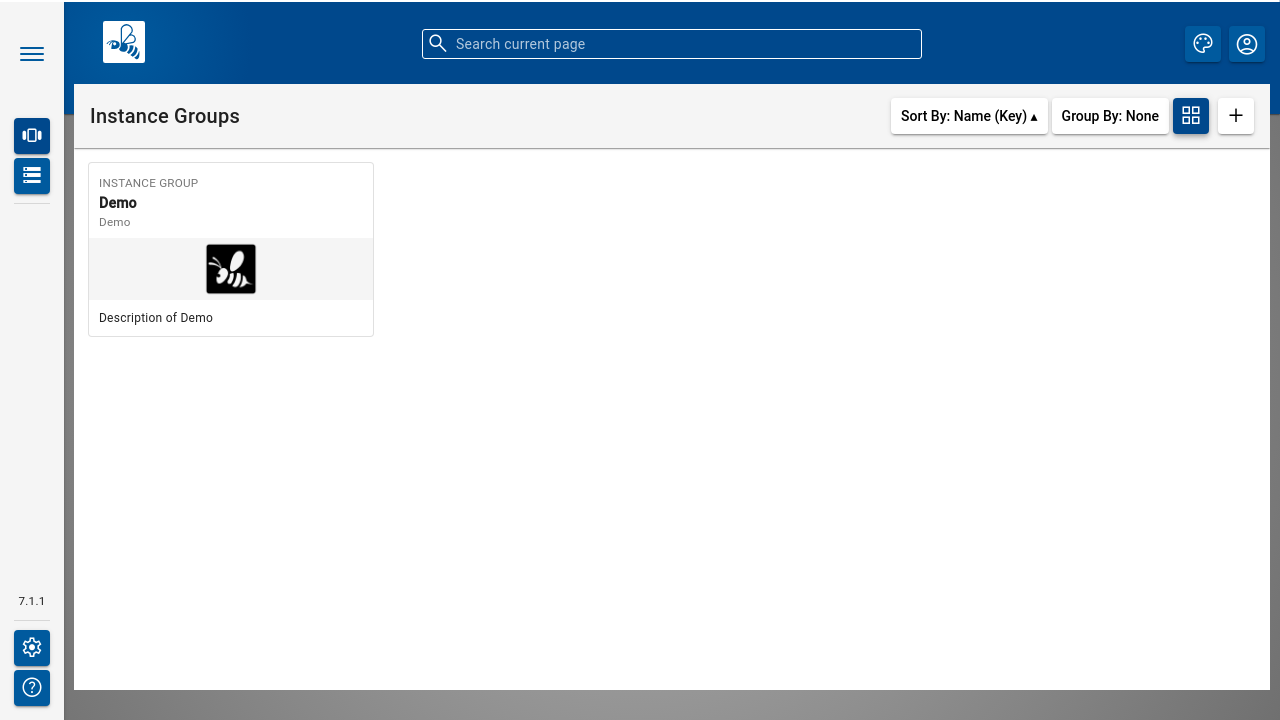 Search current page
Instance Groups
Sort By: Name (Key) ▴
Group By: None
INSTANCE GROUP
Demo
Demo
Description of Demo
7.1.1